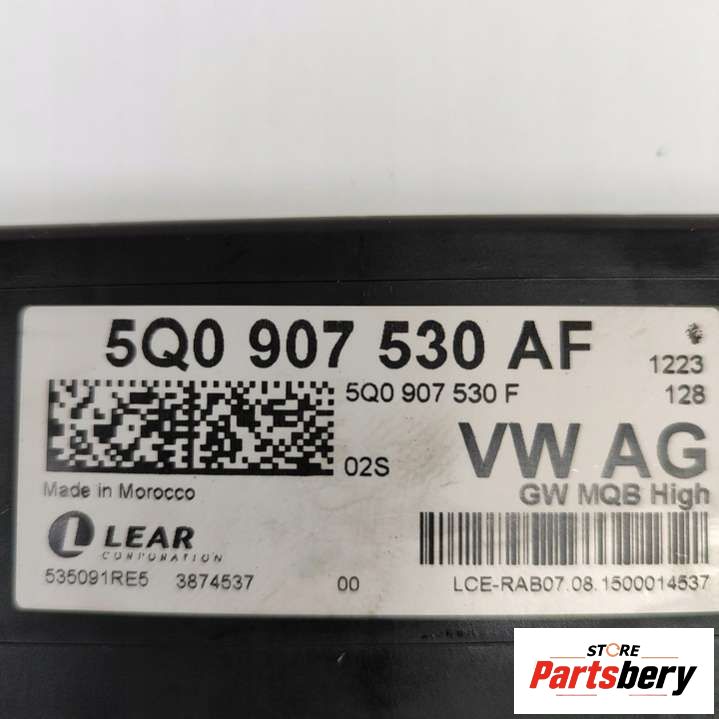 5Q0 907 530 AF
1223
5Q0 907 530 F
128
02S
VW AG
GW MQB High
Made in Morocco
LEAR
CORPORATION
535091RE5 3874537 00
LCE-RAB07.08.1500014537
STORE
Partsbery